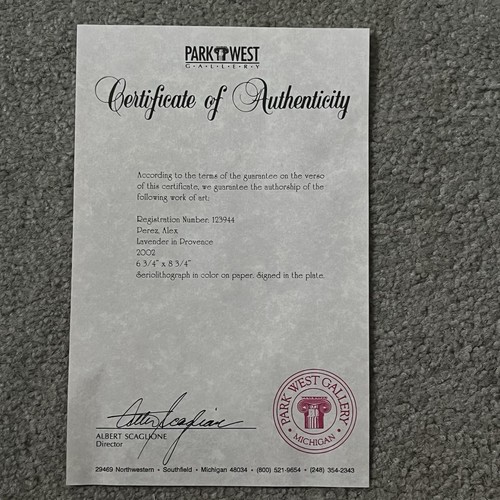 PARK WEST
G·A·L·L·E·R·Y
Certificate of Authenticity
According to the terms of the guarantee on the verso
of this certificate, we guarantee the authorship of the
following work of art:
Registration Number: 123944
Perez, Alex
Lavender in Provence
2002
6 3/4" x 8 3/4"
Seriolithograph in color on paper. Signed in the plate.
PARK WEST GALLERY
• MICHIGAN •
ALBERT SCAGLIONE
Director
29469 Northwestern • Southfield • Michigan 48034 • (800) 521-9654 • (248) 354-2343